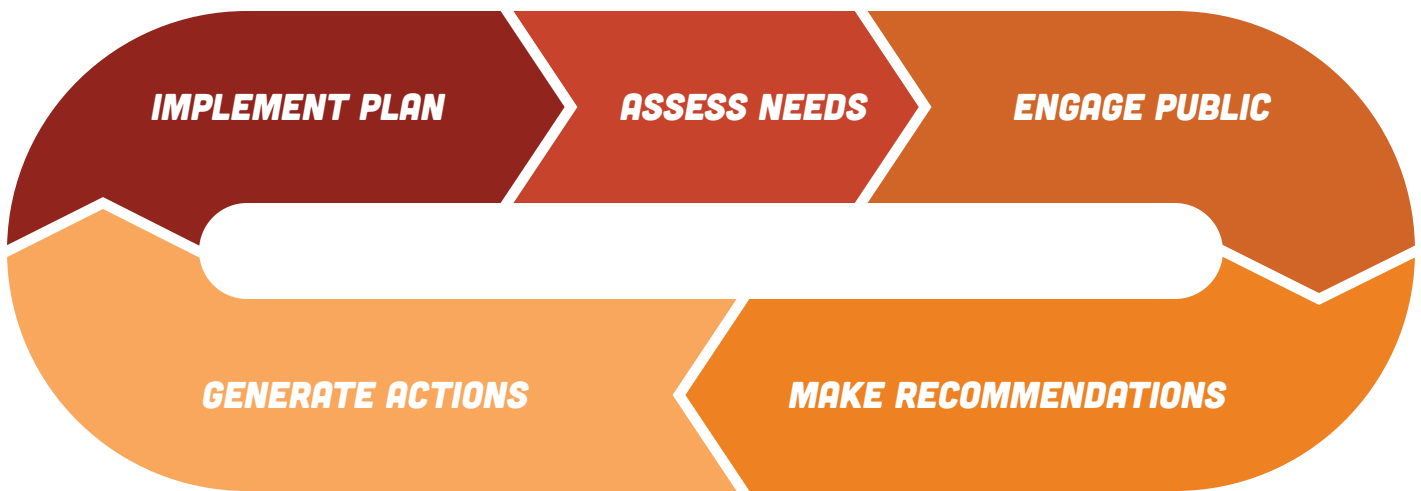 IMPLEMENT PLAN
ASSESS NEEDS
ENGAGE PUBLIC
GENERATE ACTIONS
MAKE RECOMMENDATIONS